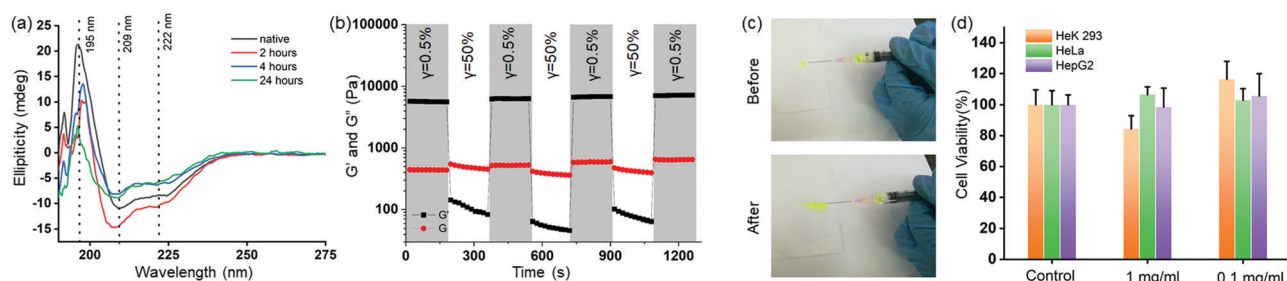 (a)
195 nm
209 nm
222 nm
native
2 hours
4 hours
24 hours
25
20
15
10
5
0
-5
-10
-15
Ellipiticity (mdeg)
200
225
250
275
Wavelength (nm)
(b)
100000
10000
1000
100
G' and G" (Pa)
γ=0.5%
γ=50%
γ=0.5%
γ=50%
γ=0.5%
γ=50%
γ=0.5%
G'
G
0
300
600
900
1200
Time (s)
(c)
Before
After
(d)
HeK 293
HeLa
HepG2
160
140
120
100
80
60
40
20
0
Cell Viability(%)
Control
1 mg/ml
0.1 mg/ml